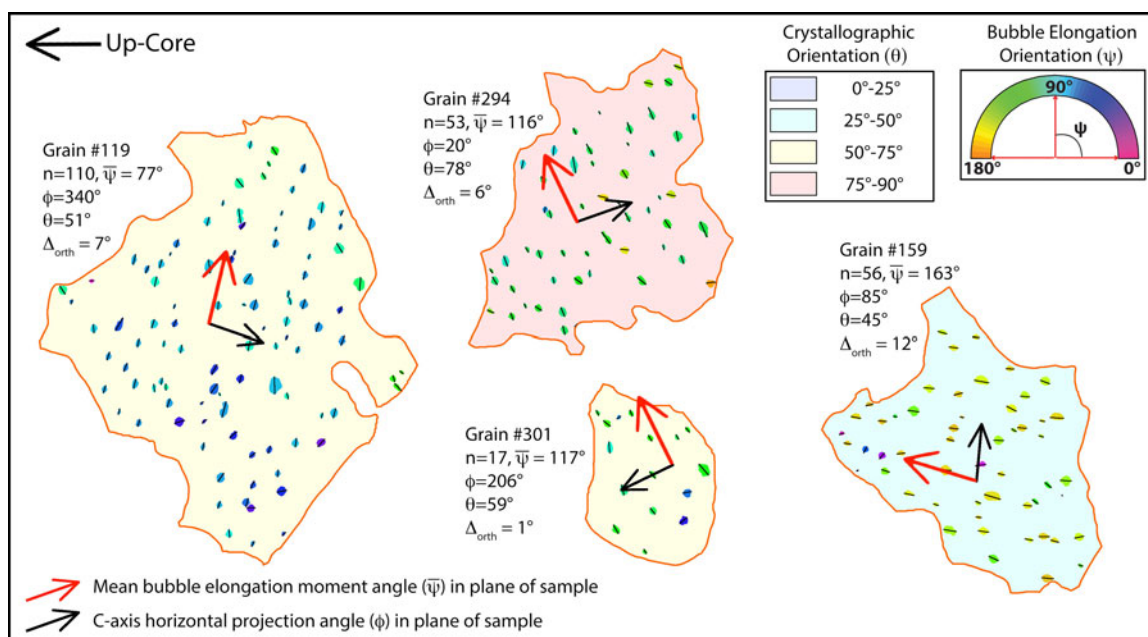 Up-Core
Grain #119
n=110, ψ̅ = 77°
ϕ=340°
θ=51°
Δorth = 7°
Grain #294
n=53, ψ̅ = 116°
ϕ=20°
θ=78°
Δorth = 6°
Crystallographic
Orientation (θ)
0°-25°
25°-50°
50°-75°
75°-90°
Bubble Elongation
Orientation (ψ)
90°
ψ
180°
0°
Grain #301
n=17, ψ̅ = 117°
ϕ=206°
θ=59°
Δorth = 1°
Grain #159
n=56, ψ̅ = 163°
ϕ=85°
θ=45°
Δorth = 12°
Mean bubble elongation moment angle (ψ̅) in plane of sample
C-axis horizontal projection angle (ϕ) in plane of sample